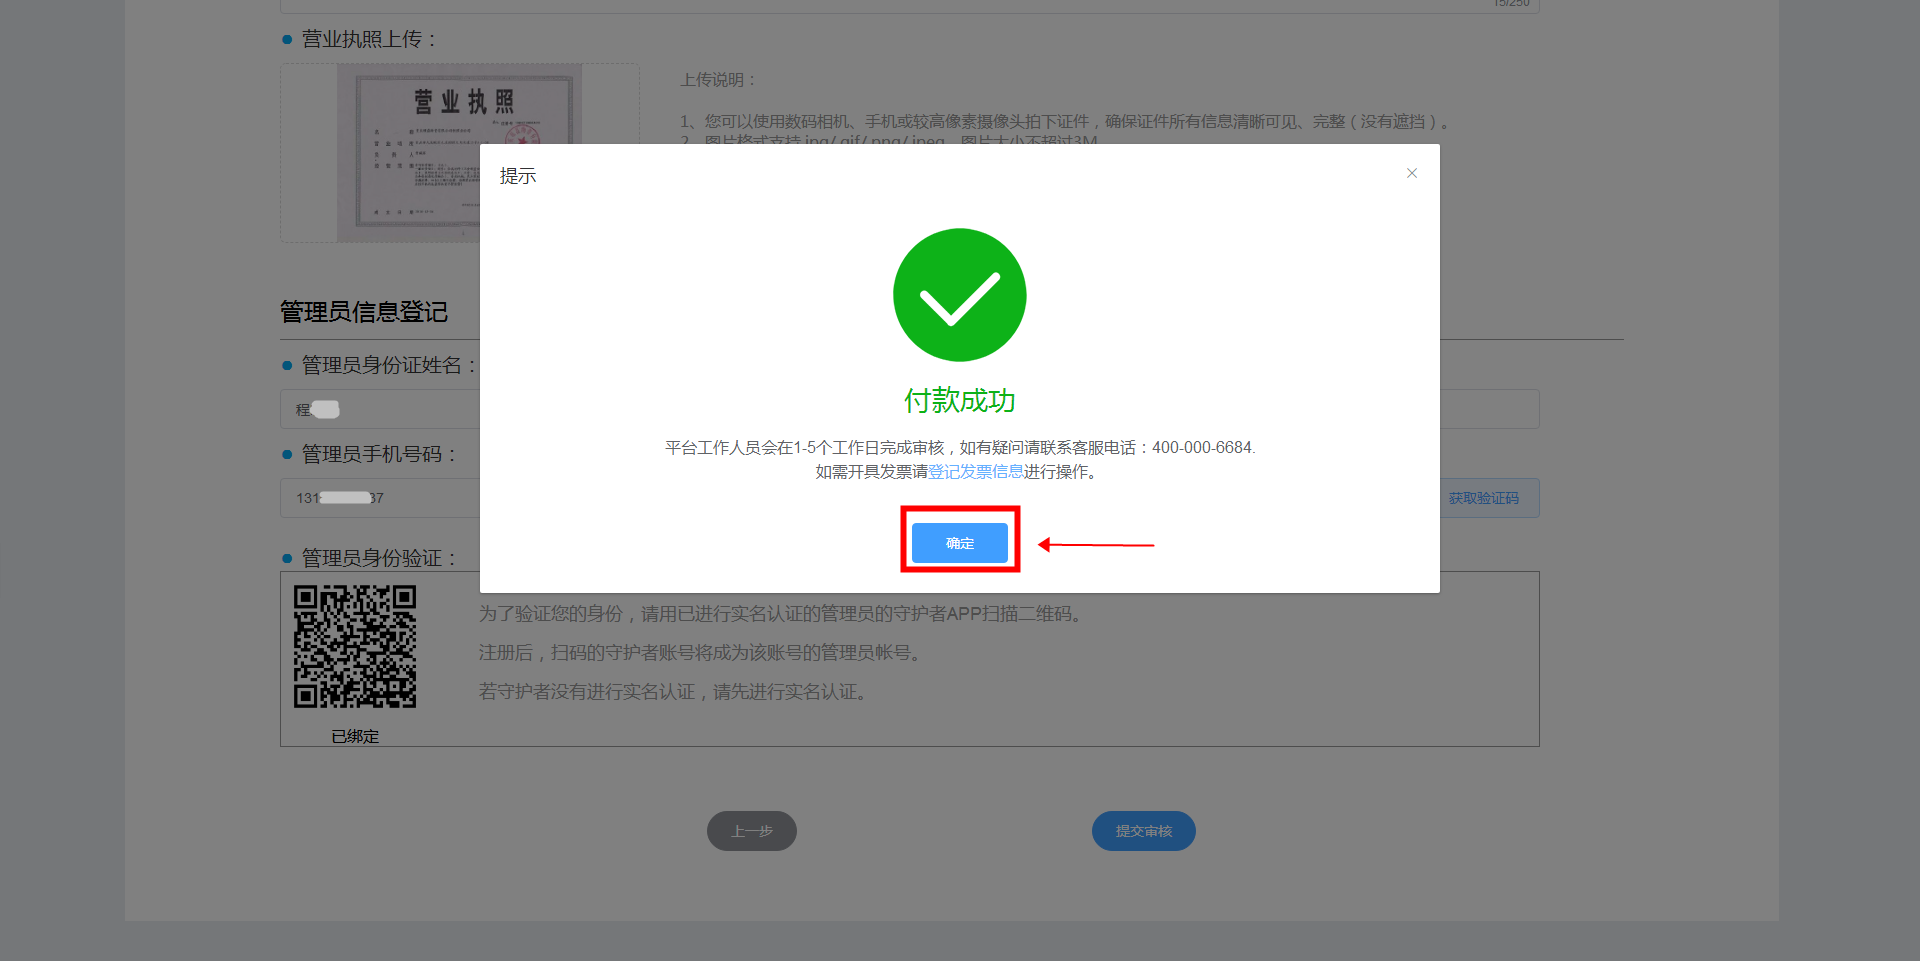 15/250
营业执照上传：
营业执照
上传说明：
1、您可以使用数码相机、手机或较高像素摄像头拍下证件，确保证件所有信息清晰可见、完整（没有遮挡）。
2、图片格式支持 jpg/ gif/ png/ jpeg，图片大小不超过3M
提示
付款成功
平台工作人员会在1-5个工作日完成审核，如有疑问请联系客服电话：400-000-6684.
如需开具发票请登记发票信息进行操作。
确定
管理员信息登记
管理员身份证姓名：
程
管理员手机号码：
131 37
获取验证码
管理员身份验证：
为了验证您的身份，请用已进行实名认证的管理员的守护者APP扫描二维码。
注册后，扫码的守护者账号将成为该账号的管理员帐号。
若守护者没有进行实名认证，请先进行实名认证。
已绑定
上一步
提交审核